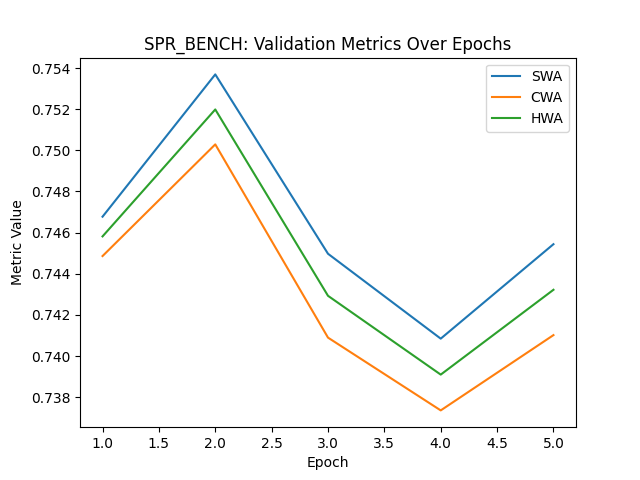 SPR_BENCH: Validation Metrics Over Epochs
SWA
CWA
HWA
0.754
0.752
0.750
0.748
0.746
0.744
0.742
0.740
0.738
Metric Value
1.0 1.5 2.0 2.5 3.0 3.5 4.0 4.5 5.0
Epoch